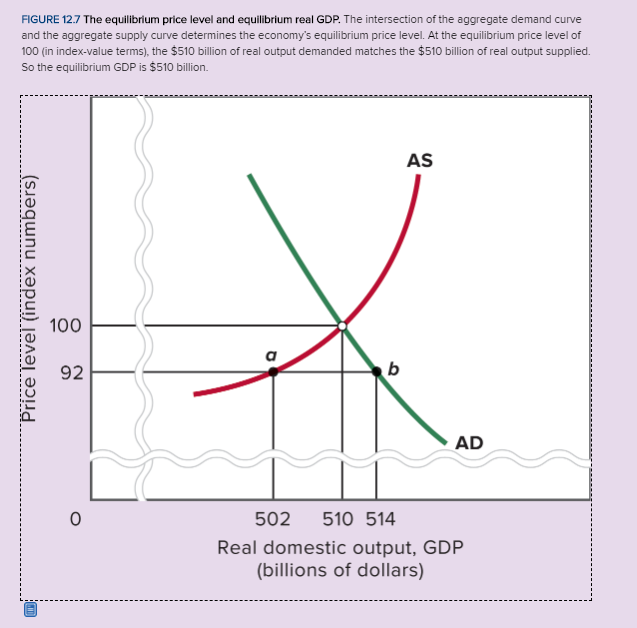 FIGURE 12.7 The equilibrium price level and equilibrium real GDP. The intersection of the aggregate demand curve
and the aggregate supply curve determines the economy's equilibrium price level. At the equilibrium price level of
100 (in index-value terms), the $510 billion of real output demanded matches the $510 billion of real output supplied.
So the equilibrium GDP is $510 billion.
AS
Price level (index numbers)
100
a
92
b
AD
0
502 510 514
Real domestic output, GDP
(billions of dollars)